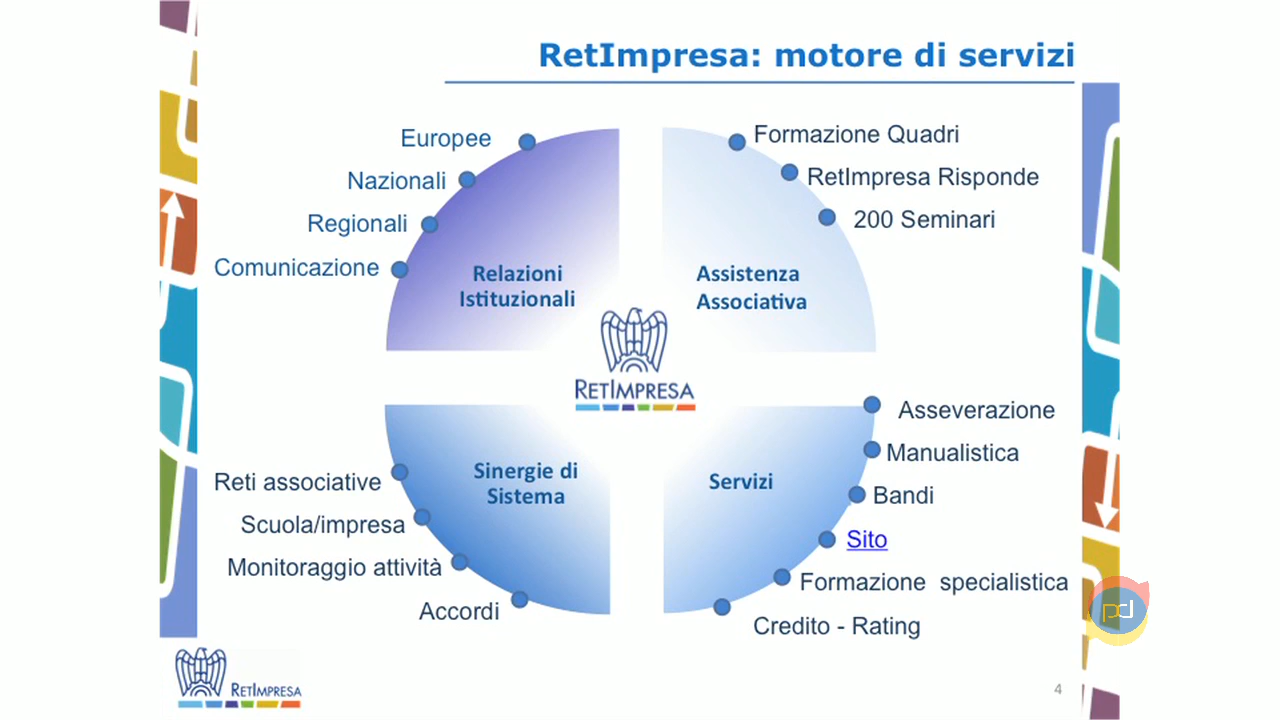 RetImpresa: motore di servizi
Europee
Nazionali
Regionali
Comunicazione
Relazioni
Istituzionali
Formazione Quadri
RetImpresa Risponde
200 Seminari
Assistenza
Associativa
RETIMPRESA
Reti associative
Scuola/impresa
Monitoraggio attività
Accordi
Sinergie di
Sistema
Asseverazione
Manualistica
Bandi
Sito
Formazione specialistica
Credito - Rating
Servizi
pd
RETIMPRESA
4